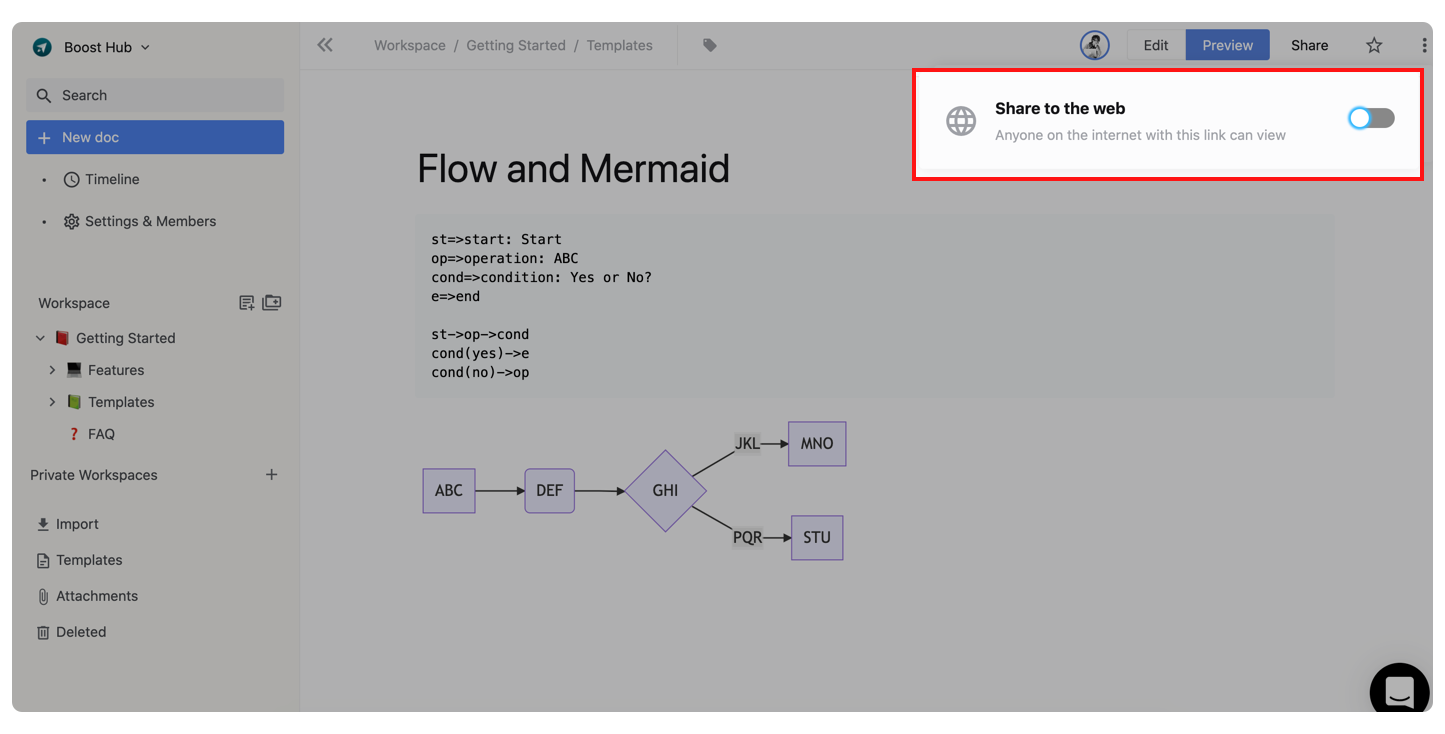 Boost Hub
Search
New doc
Timeline
Settings & Members
Workspace
Getting Started
Features
Templates
FAQ
Private Workspaces
Import
Templates
Attachments
Deleted
Workspace / Getting Started / Templates
Edit
Preview
Share
Share to the web
Anyone on the internet with this link can view
Flow and Mermaid
st=>start: Start
op=>operation: ABC
cond=>condition: Yes or No?
e=>end
st->op->cond
cond(yes)->e
cond(no)->op
ABC
DEF
GHI
JKL
MNO
PQR
STU